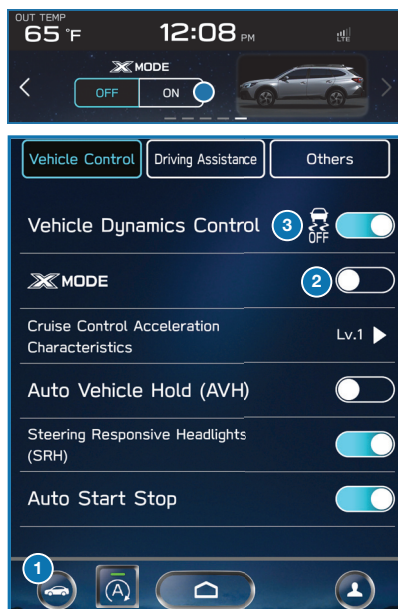 OUT TEMP
65°F
12:08 PM
LTE
X MODE
OFF ON
Vehicle Control Driving Assistance Others
Vehicle Dynamics Control 3 OFF
X MODE 2
Cruise Control Acceleration
Characteristics
Lv.1
Auto Vehicle Hold (AVH)
Steering Responsive Headlights
(SRH)
Auto Start Stop
1
A